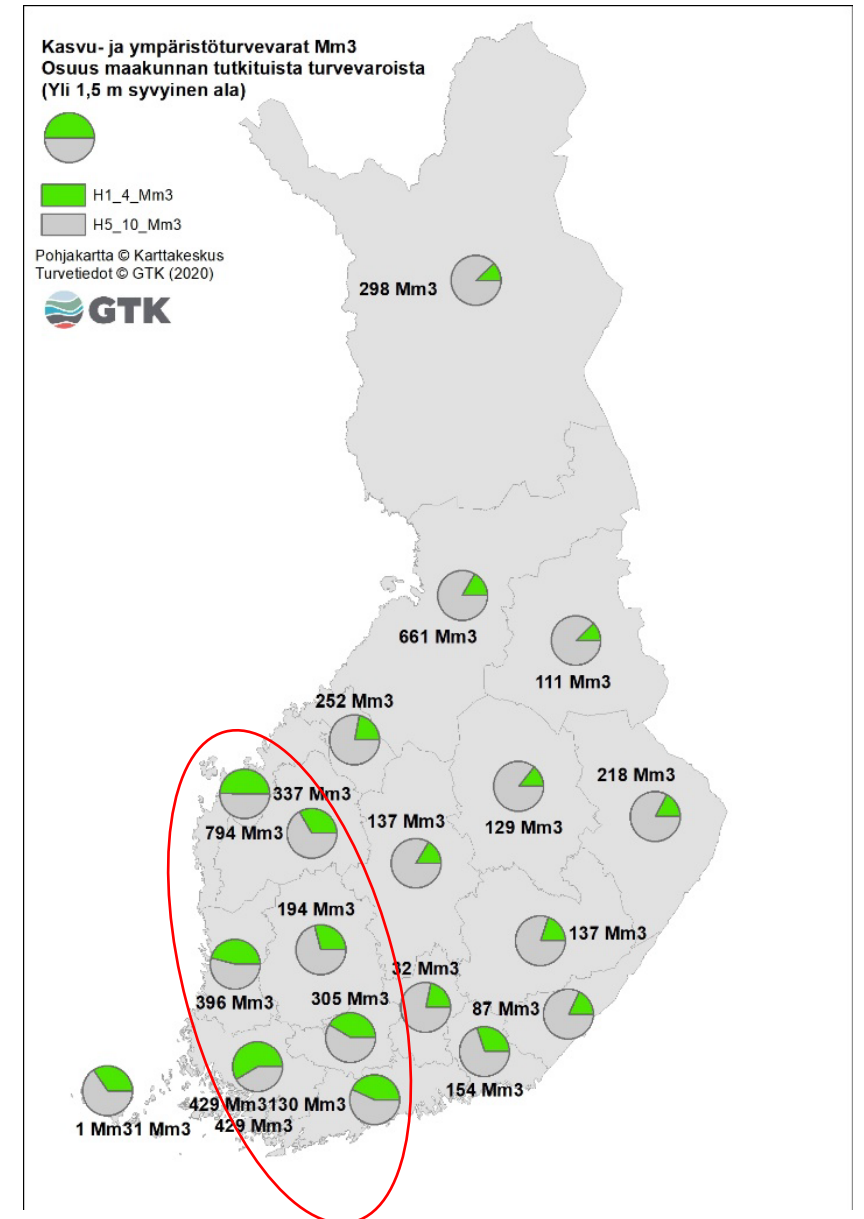 Kasvu- ja ympäristöturvevarat Mm3
Osuus maakunnan tutkituista turvevaroista
(Yli 1,5 m syvyinen ala)
H1_4_Mm3
H5_10_Mm3
Pohjakartta © Karttakeskus
Turvetiedot © GTK (2020)
GTK
298 Mm3
661 Mm3
111 Mm3
252 Mm3
218 Mm3
337 Mm3
137 Mm3
129 Mm3
794 Mm3
194 Mm3
137 Mm3
32 Mm3
396 Mm3
305 Mm3
87 Mm3
154 Mm3
429 Mm3130 Mm3
429 Mm3
1 Mm31 Mm3